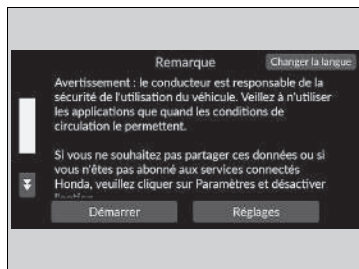 Remarque
Changer la langue
Avertissement : le conducteur est responsable de la
sécurité de l'utilisation du véhicule. Veillez à n'utiliser
les applications que quand les conditions de
circulation le permettent.
Si vous ne souhaitez pas partager ces données ou si
vous n'êtes pas abonné aux services connectés
Honda, veuillez cliquer sur Paramètres et désactiver
Démarrer
Réglages